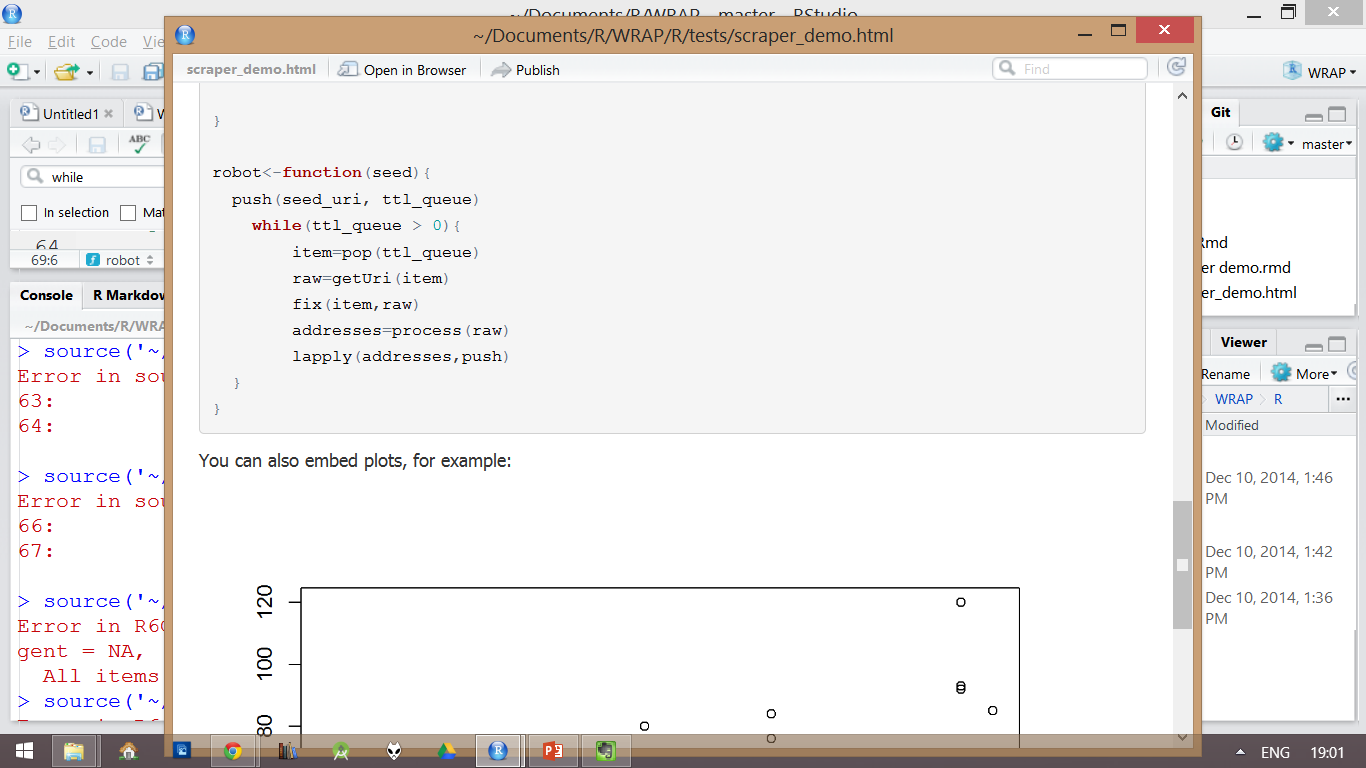 ~/Documents/R/WRAP - master - RStudio
~/Documents/R/WRAP/R/tests/scraper_demo.html
File Edit Code
scraper_demo.html Open in Browser Publish Find
WRAP
Untitled1
Git
ABC
master
while
In selection
64
69:6 robot
Console
~/Documents/R/WRA
> source('~/
Error in sou
63:
64:
> source('~/
Error in sou
66:
67:
> source('~/
Error in R6C
gent = NA,
All items
> source('~/
}
robot<-function(seed){
push(seed_uri, ttl_queue)
while(ttl_queue > 0){
item=pop(ttl_queue)
raw=getUri(item)
fix(item,raw)
addresses=process(raw)
lapply(addresses,push)
}
}
You can also embed plots, for example:
120
100
80
Rmd
er demo.rmd
er_demo.html
Viewer
Rename More
WRAP R ...
Modified
Dec 10, 2014, 1:46
PM
Dec 10, 2014, 1:42
PM
Dec 10, 2014, 1:36
PM
ENG 19:01